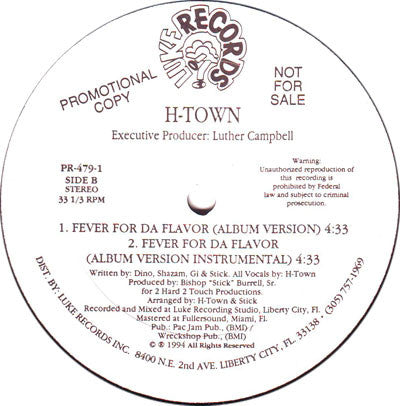 LUKE RECORDS
PROMOTIONAL
COPY
NOT
FOR
SALE
H-TOWN
Executive Producer: Luther Campbell
PR-479-1
SIDE B
STEREO
33 1/3 RPM
Warning:
Unauthorized reproduction of
this recording is
prohibited by Federal
law and subject to criminal
prosecution.
1. FEVER FOR DA FLAVOR (ALBUM VERSION) 4:33
2. FEVER FOR DA FLAVOR
(ALBUM VERSION INSTRUMENTAL) 4:33
Written by: Dino, Shazam, Gi & Stick. All Vocals by: H-Town
Produced by: Bishop "Stick" Burrell, Sr.
for 2 Hard 2 Touch Productions.
Arranged by: H-Town & Stick
Recorded and Mixed at Luke Recording Studio, Liberty City, Fl.
Mastered at Fullersound, Miami, Fl.
Pub.: Pac Jam Pub., (BMI) /
Wreckshop Pub., (BMI)
℗ © 1994 All Rights Reserved
DIST. BY: LUKE RECORDS INC. 8400 N.E. 2nd AVE. LIBERTY CITY, FL. 33138 • (305) 757-1969